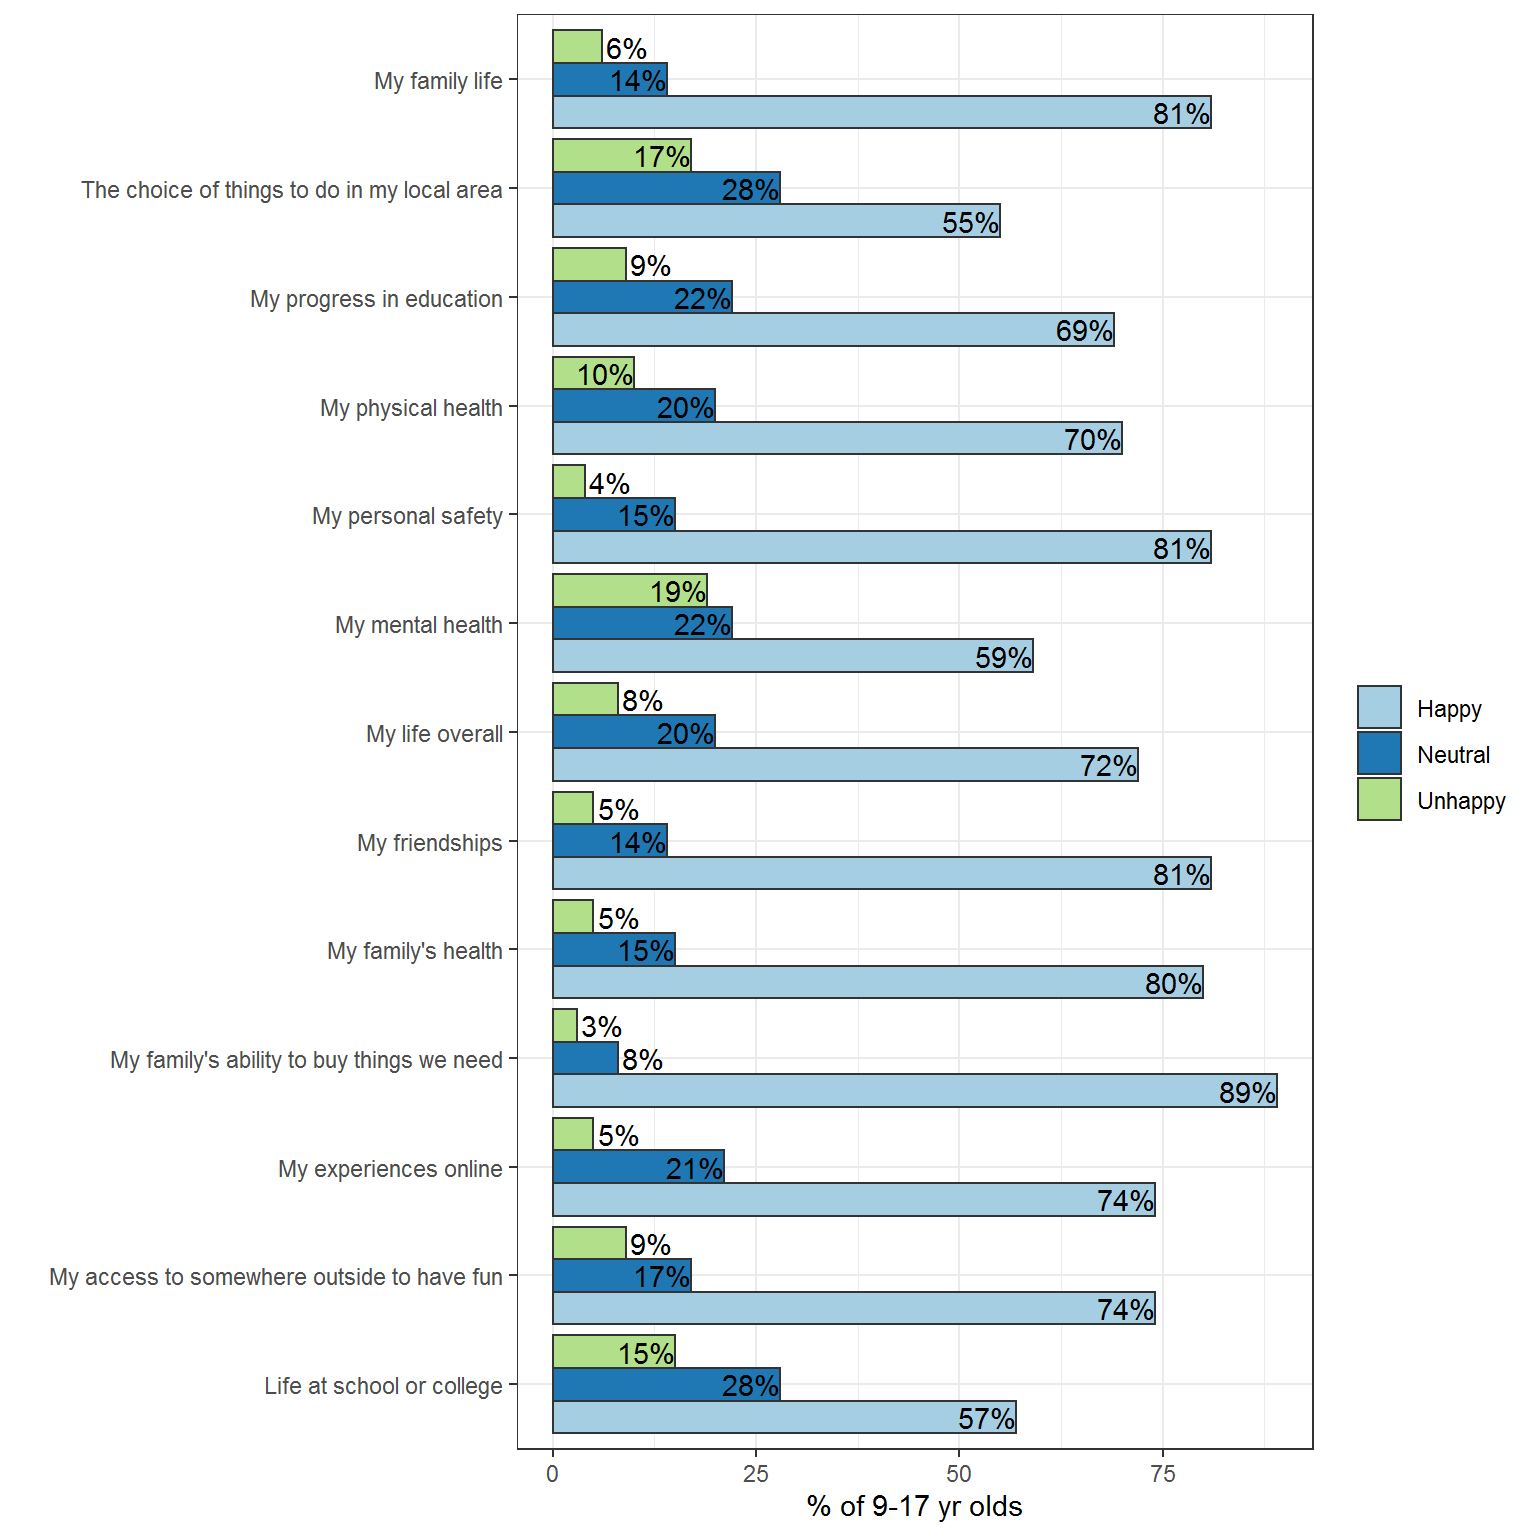 My family life
6%
14%
81%
The choice of things to do in my local area
17%
28%
55%
My progress in education
9%
22%
69%
My physical health
10%
20%
70%
My personal safety
4%
15%
81%
My mental health
19%
22%
59%
My life overall
8%
20%
72%
My friendships
5%
14%
81%
My family's health
5%
15%
80%
My family's ability to buy things we need
3%
8%
89%
My experiences online
5%
21%
74%
My access to somewhere outside to have fun
9%
17%
74%
Life at school or college
15%
28%
57%
0 25 50 75
% of 9-17 yr olds
Happy
Neutral
Unhappy